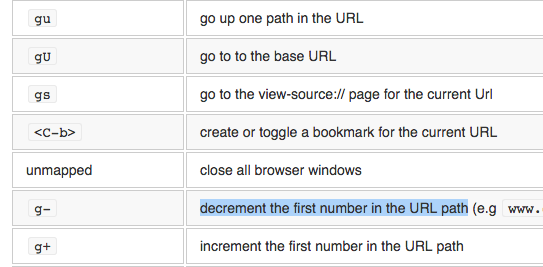 gu go up one path in the URL
gU go to to the base URL
gs go to the view-source:// page for the current Url
<C-b> create or toggle a bookmark for the current URL
unmapped close all browser windows
g- decrement the first number in the URL path (e.g www.
g+ increment the first number in the URL path